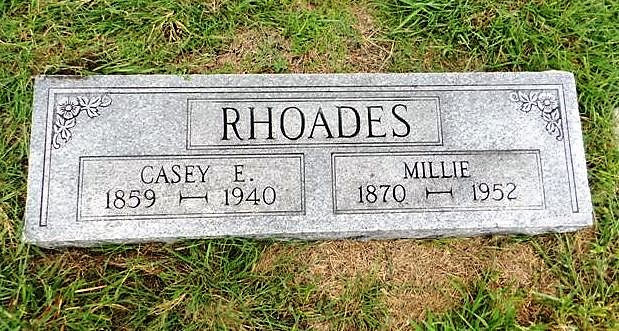 RHOADES
CASEY E.
1859 — 1940
MILLIE
1870 — 1952